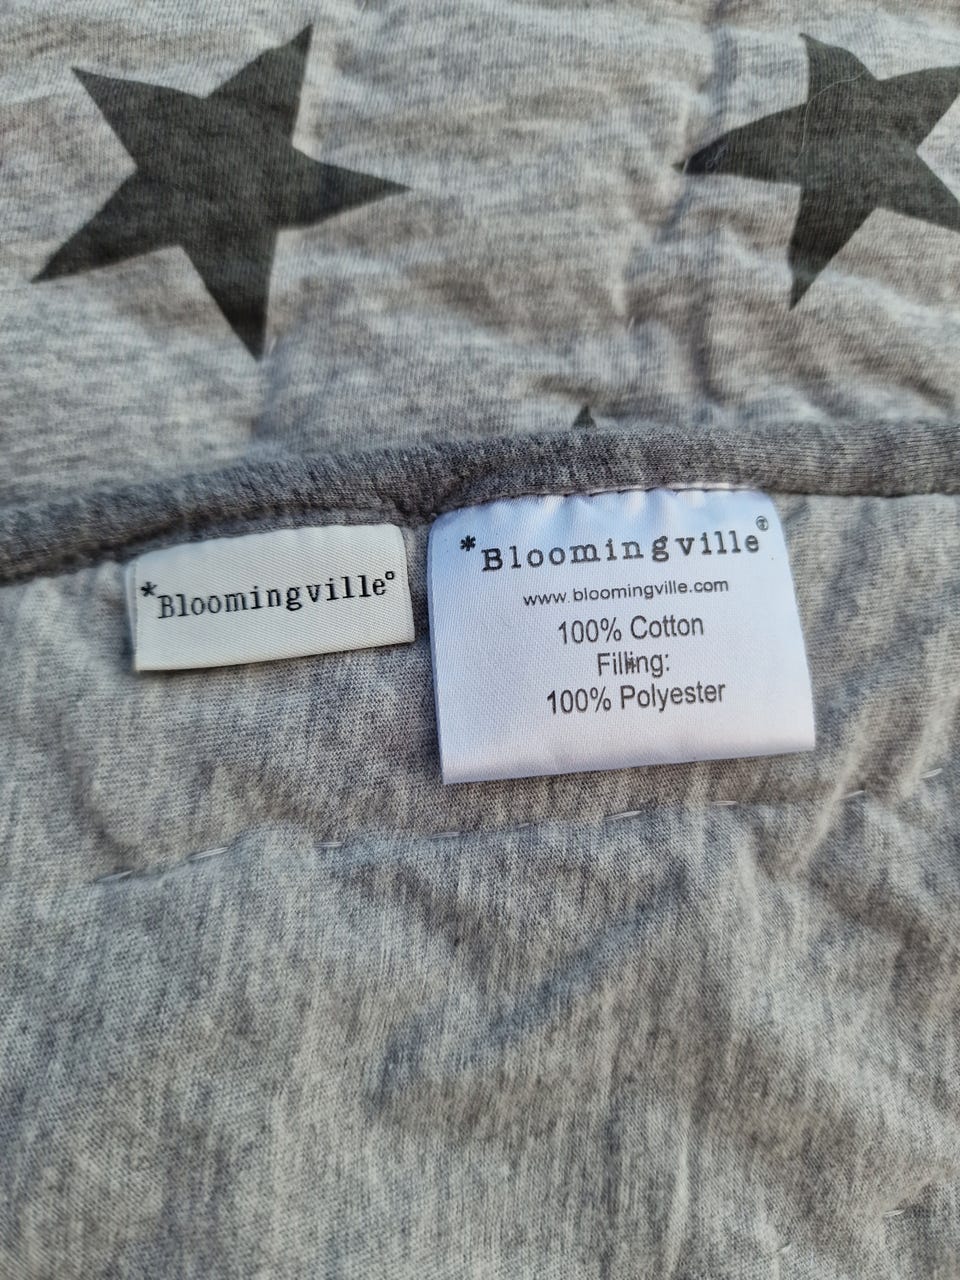 *Bloomingville°
*Bloomingville®
www.bloomingville.com
100% Cotton
Filling:
100% Polyester